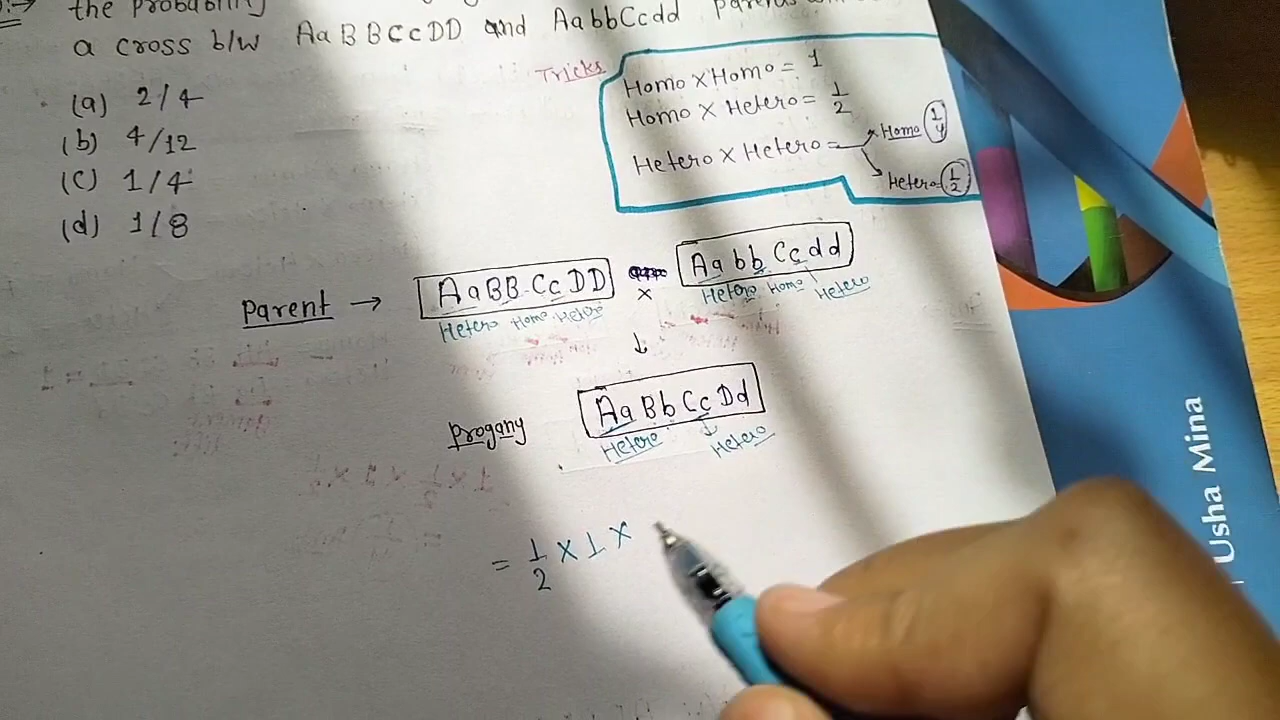 the probability
a cross b/w AaBBCcDD and AabbCcdd
(a) 2/4
(b) 4/12
(c) 1/4
(d) 1/8
Tricks
Homo X Homo = 1
Homo X Hetero = 1/2
Hetero X Hetero = Homo 1/4
Hetero = 1/2
Parent → AaBBCcDD x AabbCcdd
Hetero Homo Hetero Hetero Homo Hetero
↓
Progany AaBbCcDd
Hetero Hetero
= 1/2 x 1 x
Usha Mina